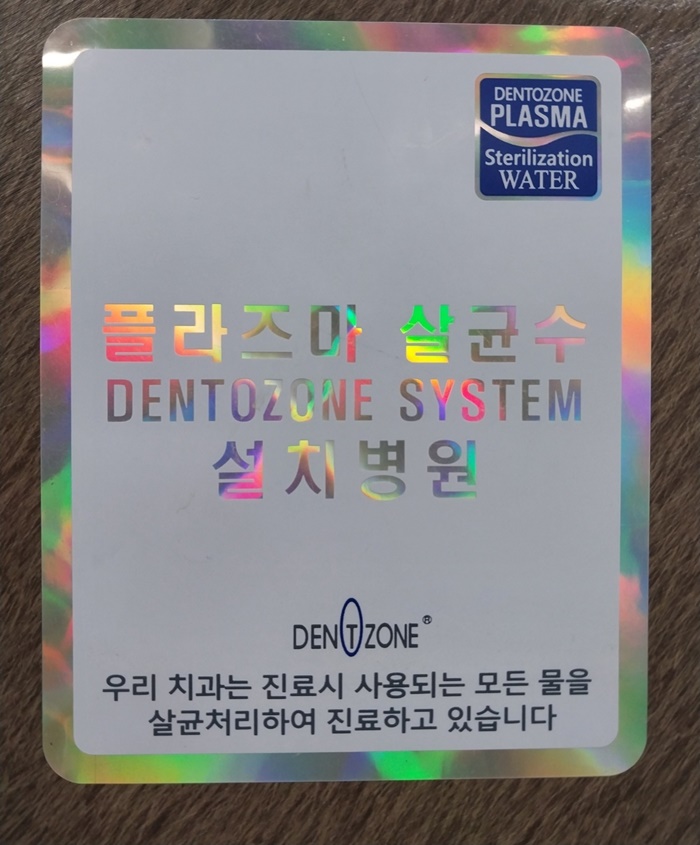 DENTOZONE
PLASMA
Sterilization
WATER
플라즈마 살균수
DENTOZONE SYSTEM
설치병원
DENTOZONE®
우리 치과는 진료시 사용되는 모든 물을
살균처리하여 진료하고 있습니다